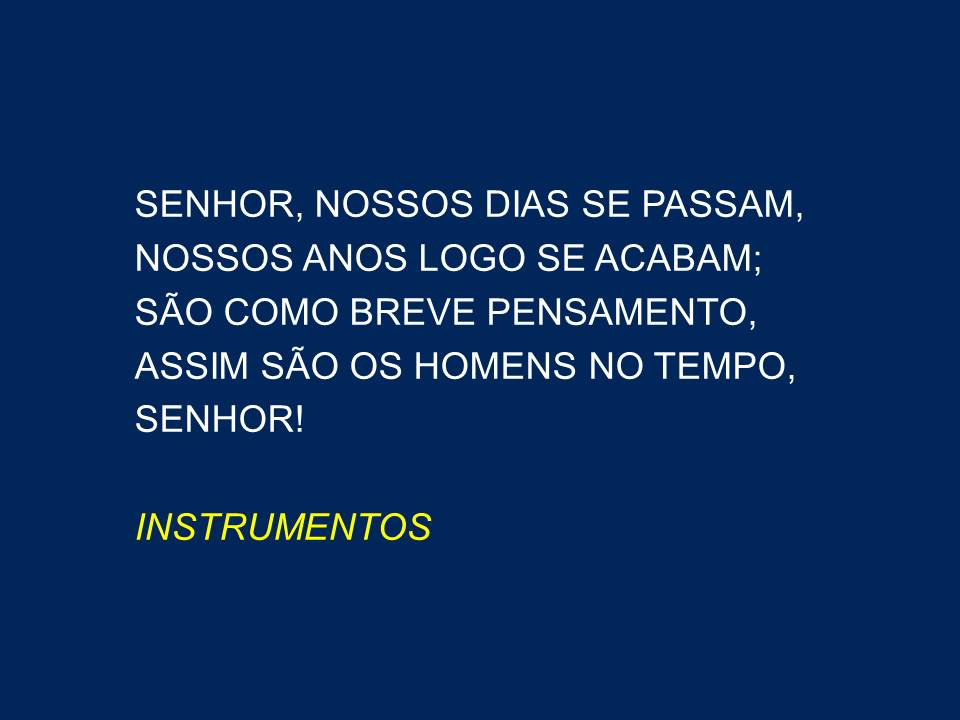 SENHOR, NOSSOS DIAS SE PASSAM,
NOSSOS ANOS LOGO SE ACABAM;
SÃO COMO BREVE PENSAMENTO,
ASSIM SÃO OS HOMENS NO TEMPO,
SENHOR!
INSTRUMENTOS